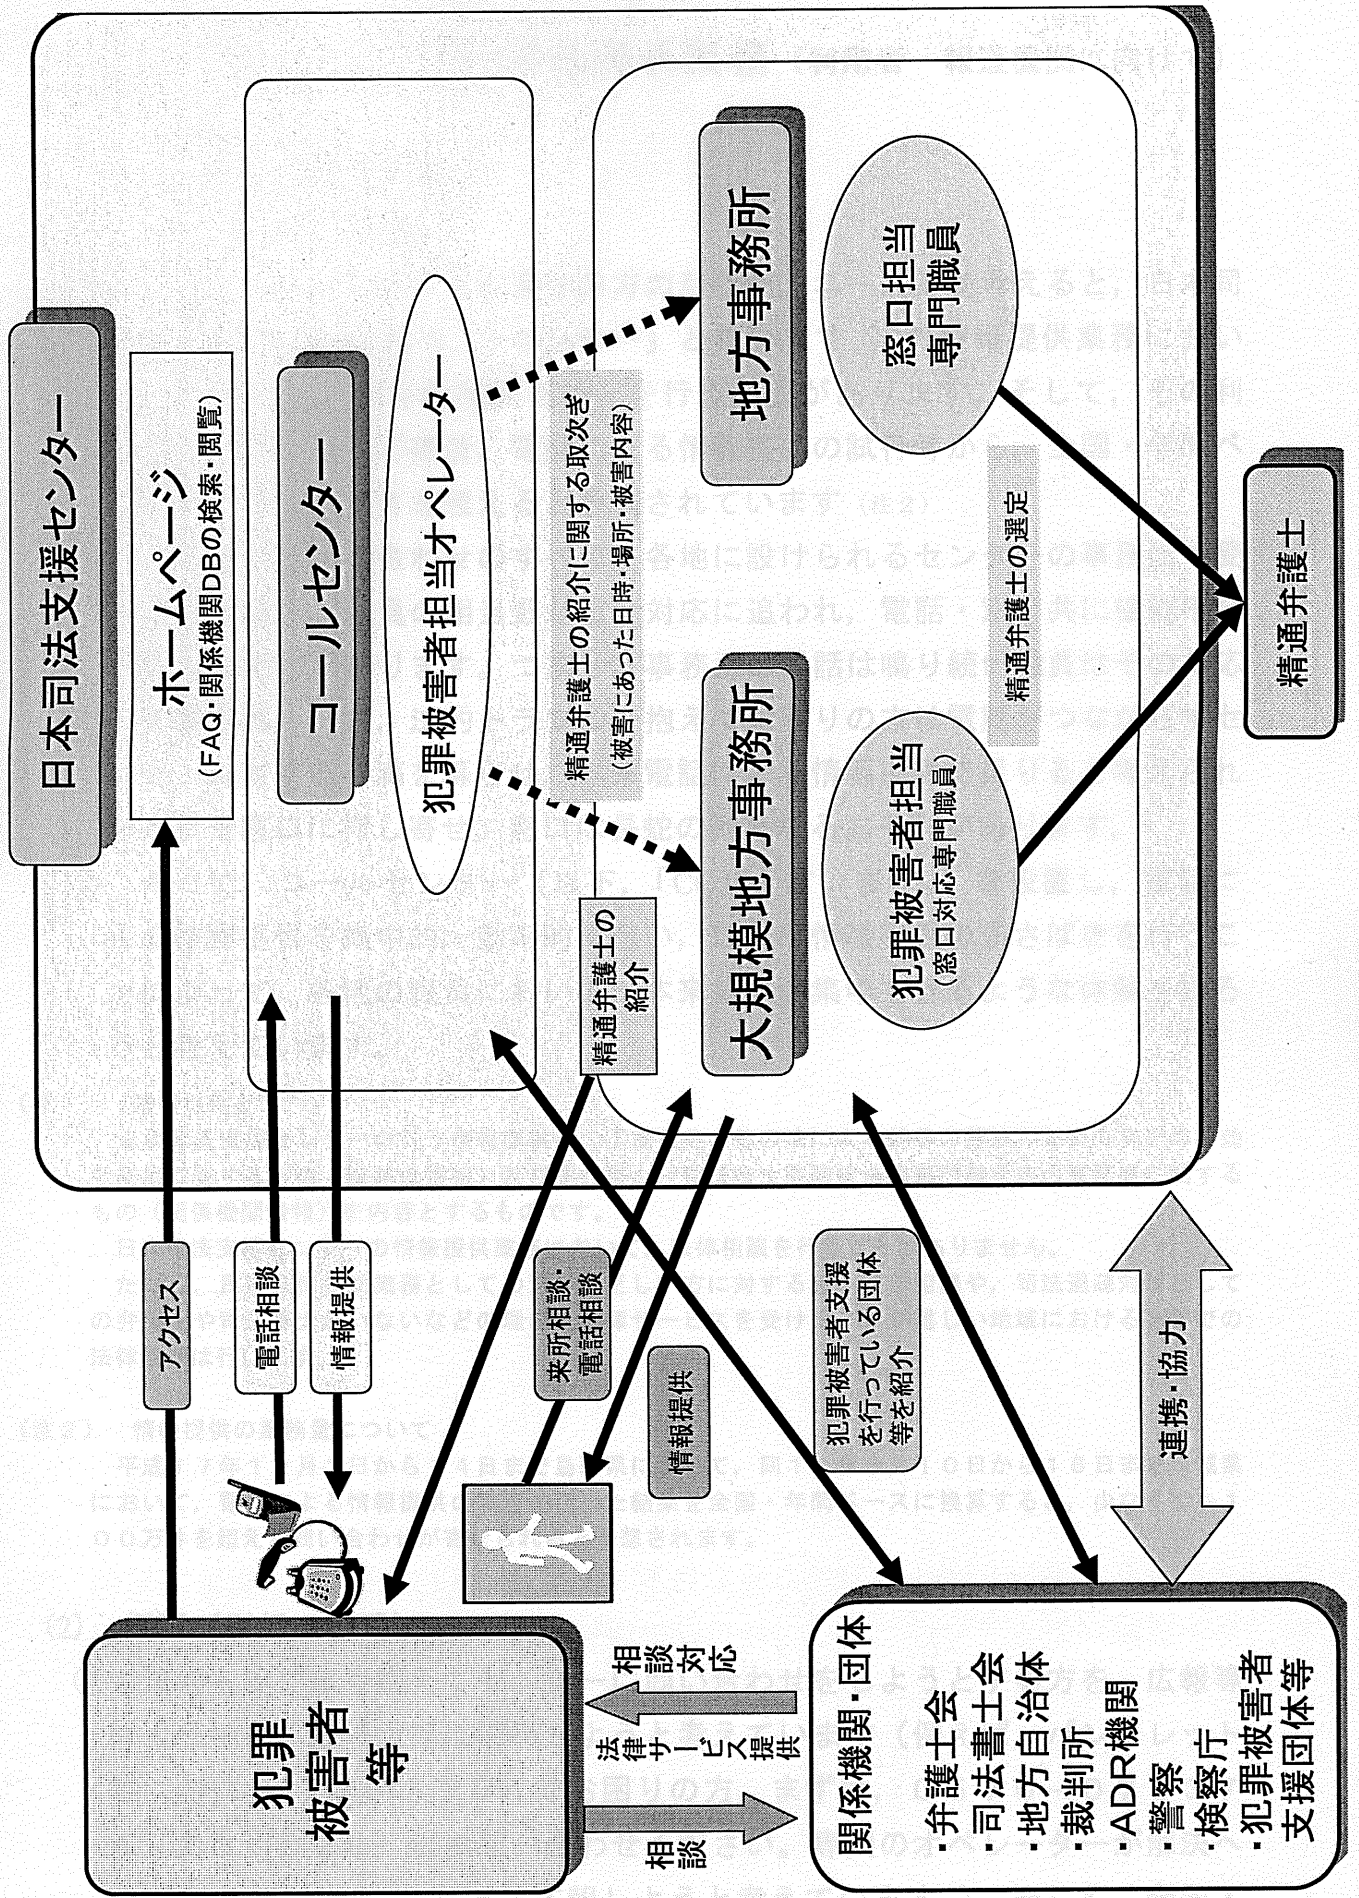 日本司法支援センター
ホームページ
(FAQ・関係機関DBの検索・閲覧)
コールセンター
犯罪被害者担当オペレーター
精通弁護士の紹介に関する取次ぎ
(被害にあった日時・場所・被害内容)
地方事務所
窓口担当
専門職員
大規模地方事務所
犯罪被害者担当
(窓口対応専門職員)
精通弁護士の選定
精通弁護士
精通弁護士の
紹介
アクセス
電話相談
情報提供
来所相談・
電話相談
情報提供
犯罪被害者支援
を行っている団体
等を紹介
連携・協力
犯罪
被害者
等
相談
法律サービス提供
相談対応
関係機関・団体
・弁護士会
・司法書士会
・地方自治体
・裁判所
・ADR機関
・警察
・検察庁
・犯罪被害者
支援団体等